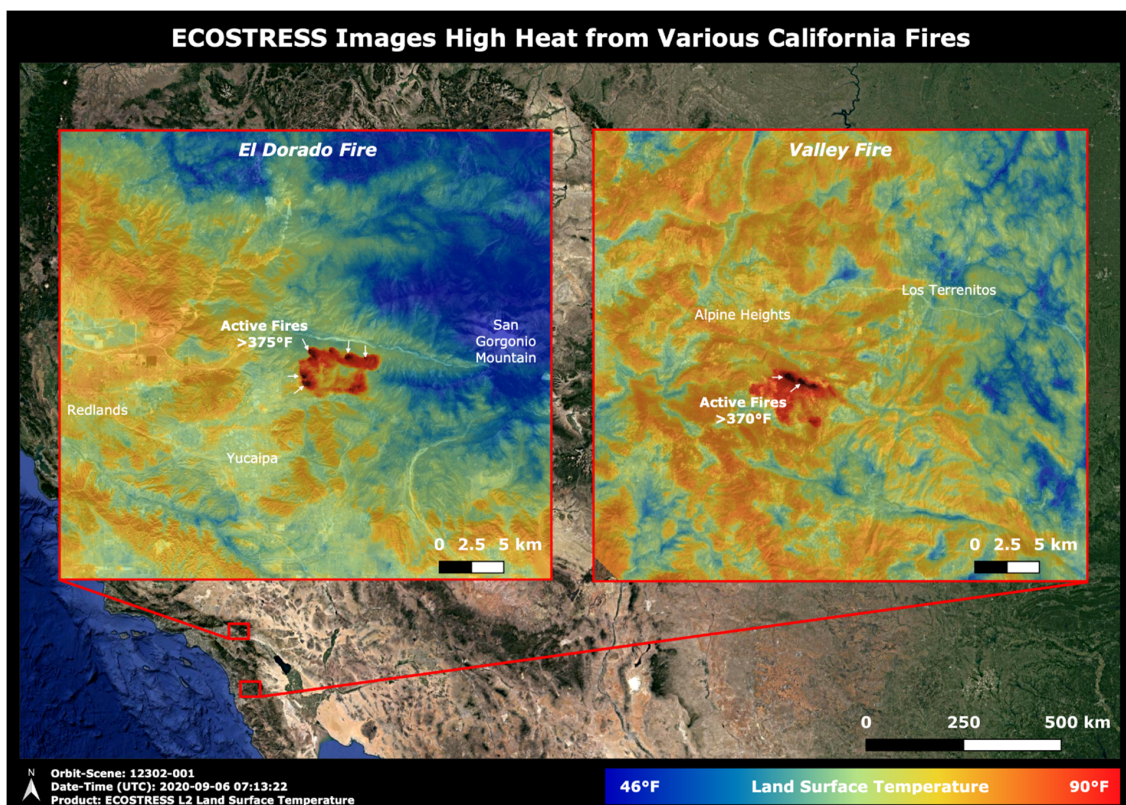 ECOSTRESS Images High Heat from Various California Fires
El Dorado Fire
Active Fires
>375°F
San
Gorgonio
Mountain
Redlands
Yucaipa
0 2.5 5 km
Valley Fire
Los Terrenitos
Alpine Heights
Active Fires
>370°F
0 2.5 5 km
0 250 500 km
N
Orbit-Scene: 12302-001
Date-Time (UTC): 2020-09-06 07:13:22
Product: ECOSTRESS L2 Land Surface Temperature
46°F Land Surface Temperature 90°F